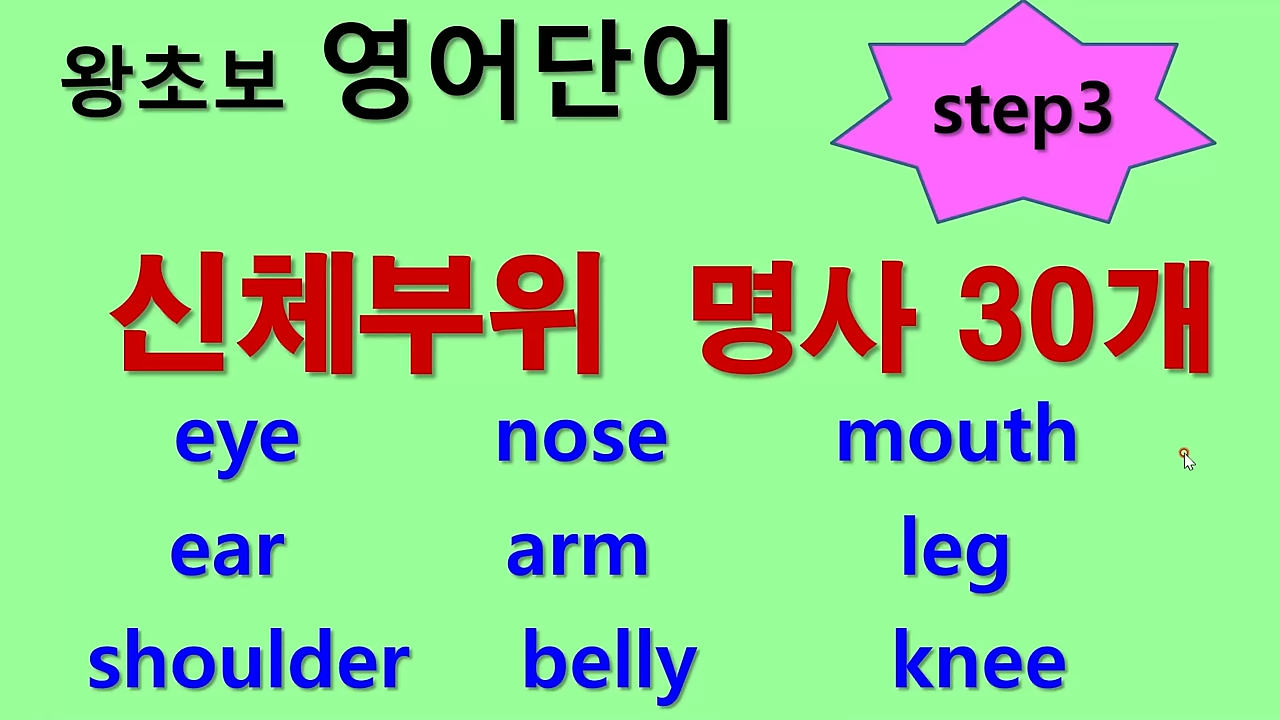 왕초보 영어단어
step3
신체부위 명사 30개
eye nose mouth
ear arm leg
shoulder belly knee